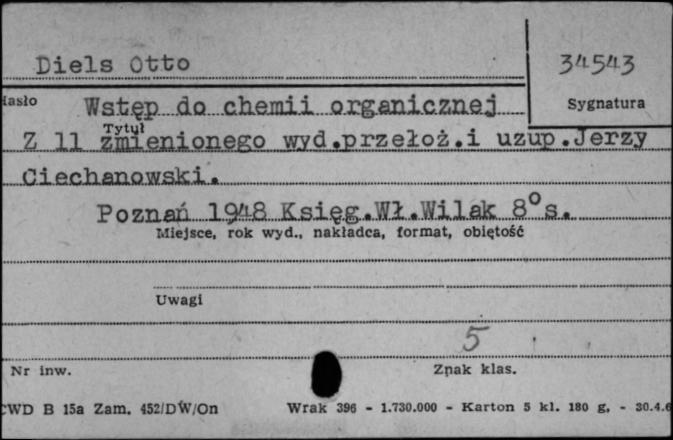 Diels Otto
34543
Hasło
Wstęp do chemii organicznej
Sygnatura
Tytuł
Z 11 zmienionego wyd.przełoż.i uzup.Jerzy
Ciechanowski.
Poznań 1948 Księg.Wł.Wilak 8°s.
Miejsce, rok wyd., nakładca, format, objętość
Uwagi
5
Nr inw.
Znak klas.
CWD B 15a Zam. 452/DW/On
Wrak 396 - 1.730.000 - Karton 5 kl. 180 g. - 30.4.6